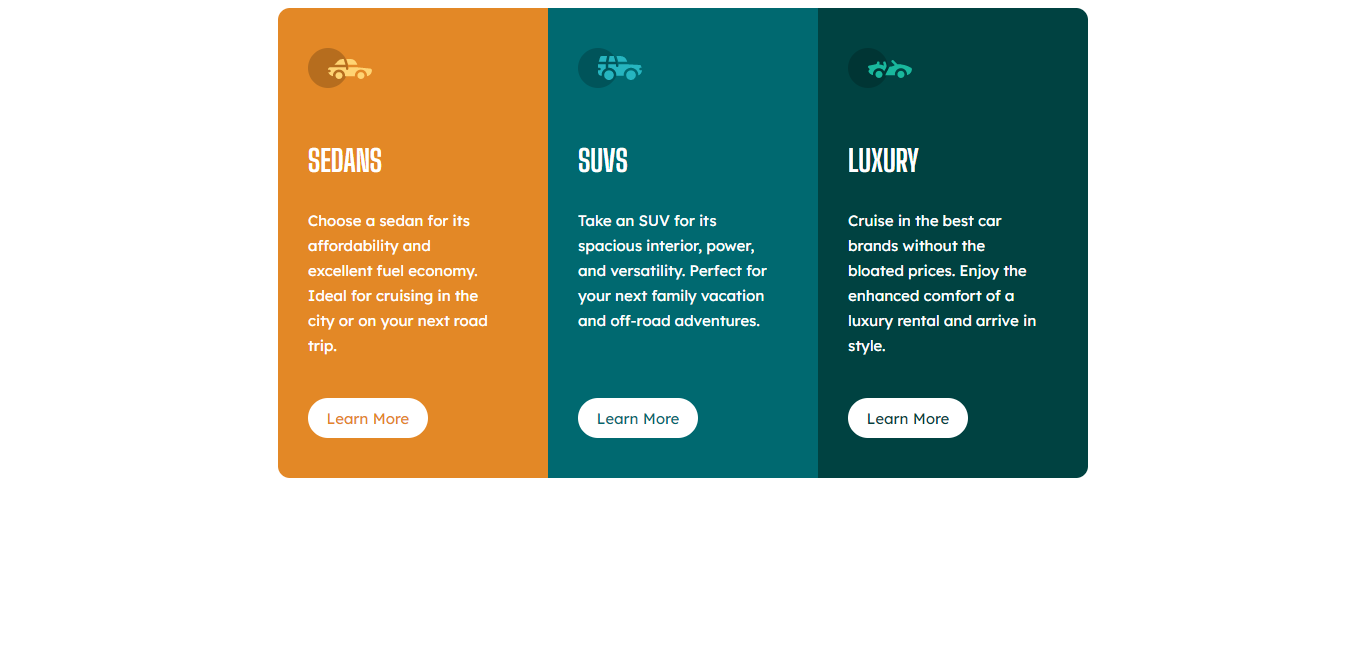 SEDANS
Choose a sedan for its
affordability and
excellent fuel economy.
Ideal for cruising in the
city or on your next road
trip.
Learn More
SUVS
Take an SUV for its
spacious interior, power,
and versatility. Perfect for
your next family vacation
and off-road adventures.
Learn More
LUXURY
Cruise in the best car
brands without the
bloated prices. Enjoy the
enhanced comfort of a
luxury rental and arrive in
style.
Learn More